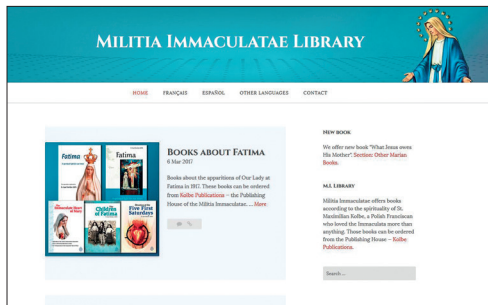 MILITIA IMMACULATAE LIBRARY
HOME FRANÇAIS ESPAÑOL OTHER LANGUAGES CONTACT
BOOKS ABOUT FATIMA
6 Mar 2017
Books about the apparitions of Our Lady at
Fatima in 1917. These books can be ordered
from Kolbe Publications – the Publishing
House of the Militia Immaculatae. ... More
Fatima
Fatima
Immaculate Heart
of Mary
Children
of Fatima
Five First
Saturdays
NEW BOOK
We offer new book "What Jesus owes
His Mother". Section: Other Marian
Books.
M.I. LIBRARY
Militia Immaculatae offers books
according to the spirituality of St.
Maximilian Kolbe, a Polish Franciscan
who loved the Immaculata more than
anything. Those books can be ordered
from the Publishing House – Kolbe
Publications.
Search ...